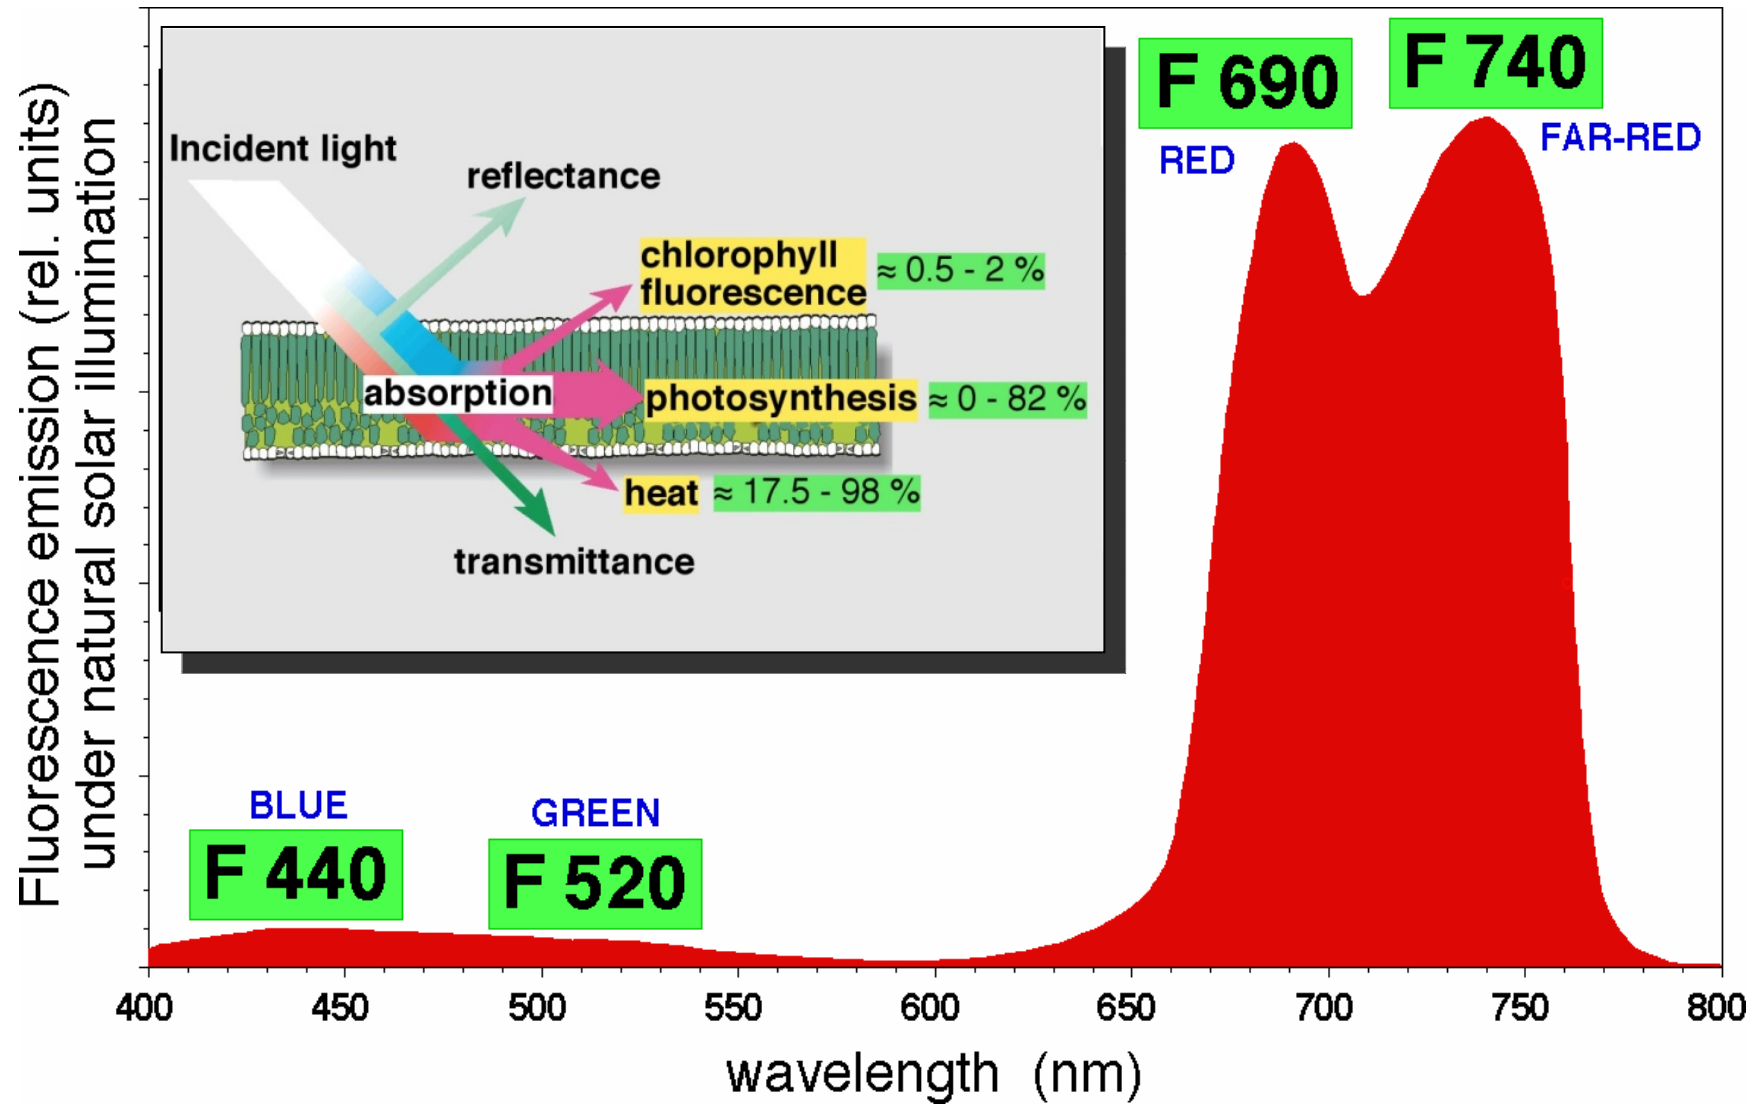 Fluorescence emission (rel. units)
under natural solar illumination
Incident light
reflectance
chlorophyll
fluorescence
≈ 0.5 - 2 %
absorption
photosynthesis
≈ 0 - 82 %
heat
≈ 17.5 - 98 %
transmittance
F 690
RED
F 740
FAR-RED
BLUE
F 440
GREEN
F 520
400 450 500 550 600 650 700 750 800
wavelength (nm)